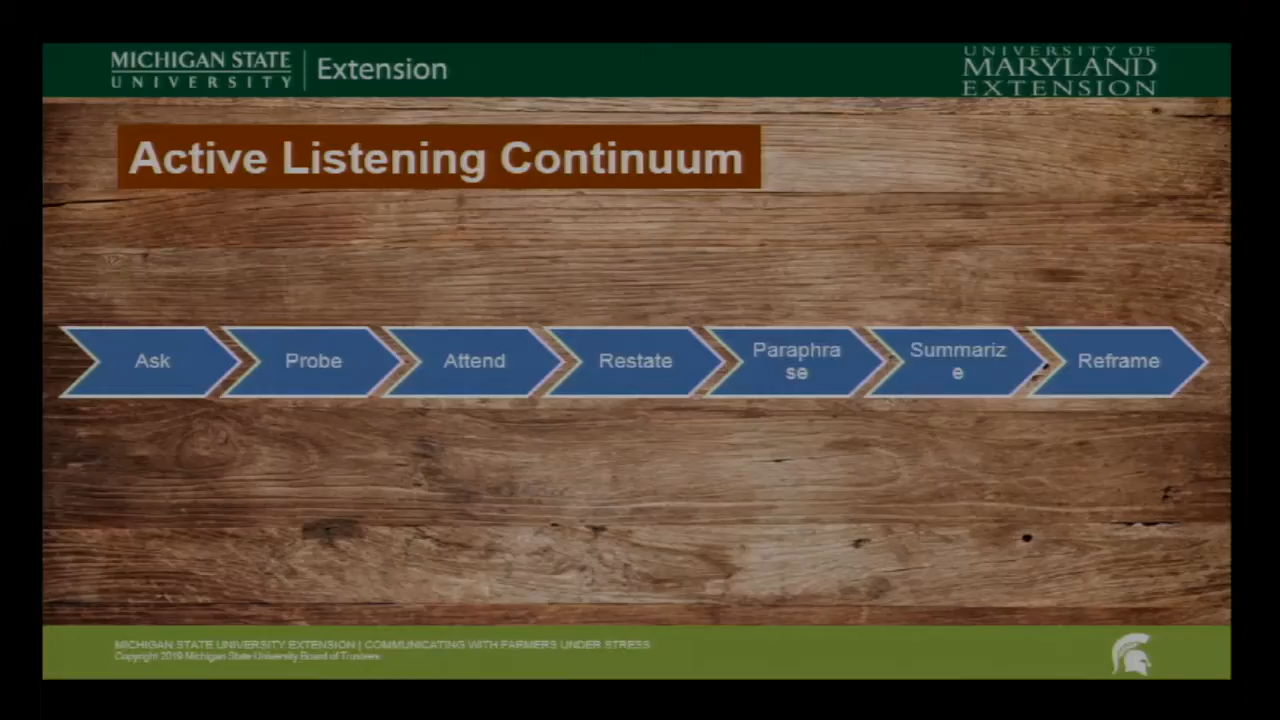 MICHIGAN STATE
UNIVERSITY
Extension
UNIVERSITY OF
MARYLAND
EXTENSION
Active Listening Continuum
Ask
Probe
Attend
Restate
Paraphra
se
Summariz
e
Reframe
MICHIGAN STATE UNIVERSITY EXTENSION | COMMUNICATING WITH FARMERS UNDER STRESS
Copyright 2019 Michigan State University Board of Trustees